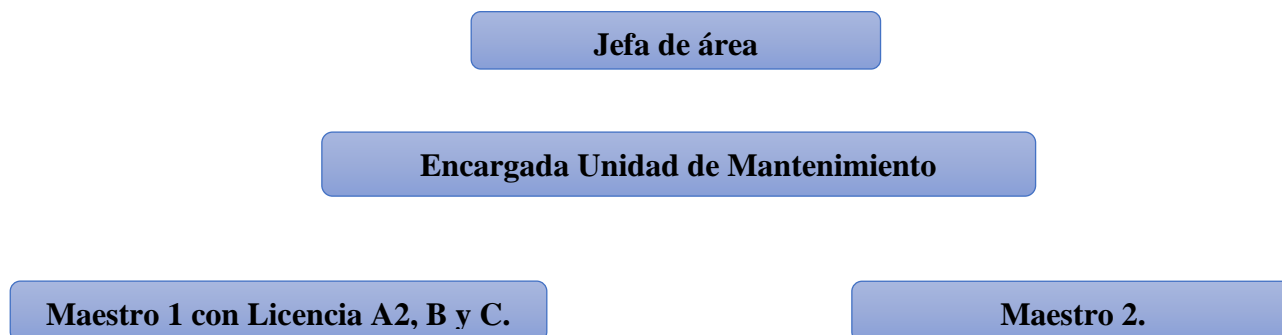 Jefa de área
Encargada Unidad de Mantenimiento
Maestro 1 con Licencia A2, B y C.
Maestro 2.